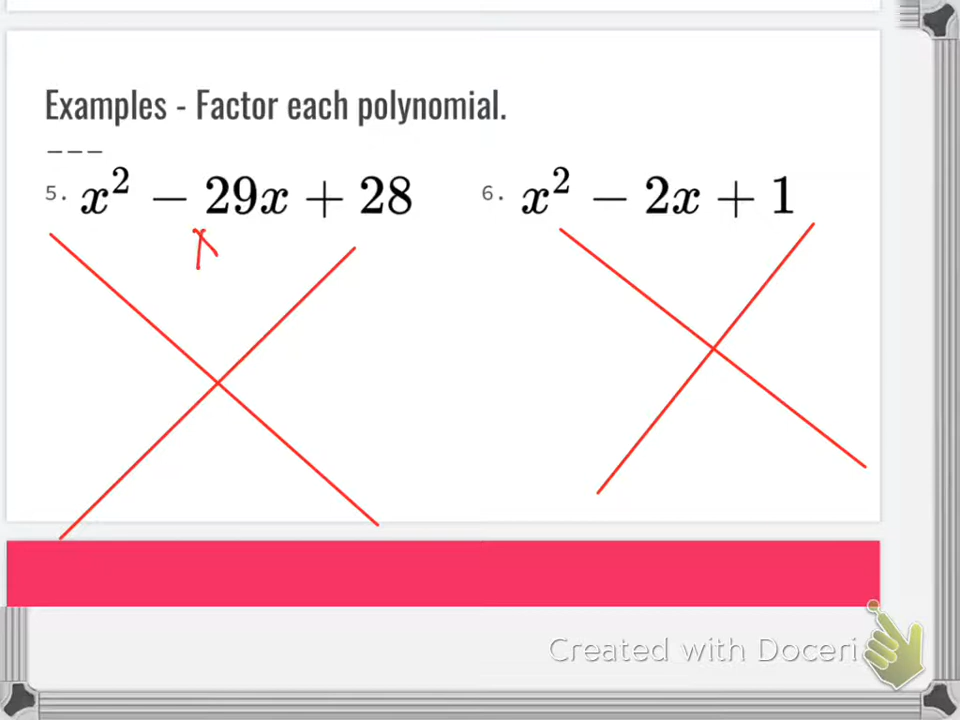 Examples - Factor each polynomial.
5. x² − 29x + 28
6. x² − 2x + 1
Created with Doceri